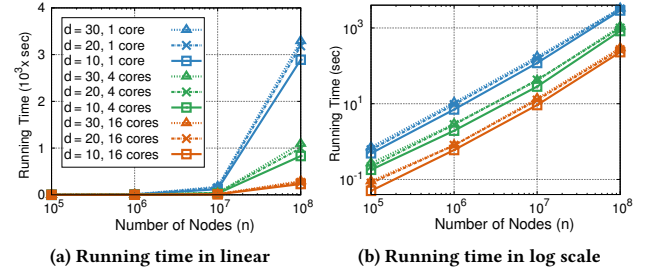 4
3
2
1
0
Running Time (10³x sec)
d = 30, 1 core
d = 20, 1 core
d = 10, 1 core
d = 30, 4 cores
d = 20, 4 cores
d = 10, 4 cores
d = 30, 16 cores
d = 20, 16 cores
d = 10, 16 cores
10⁵ 10⁶ 10⁷ 10⁸
Number of Nodes (n)
(a) Running time in linear
10³
10¹
10⁻¹
Running Time (sec)
10⁵ 10⁶ 10⁷ 10⁸
Number of Nodes (n)
(b) Running time in log scale